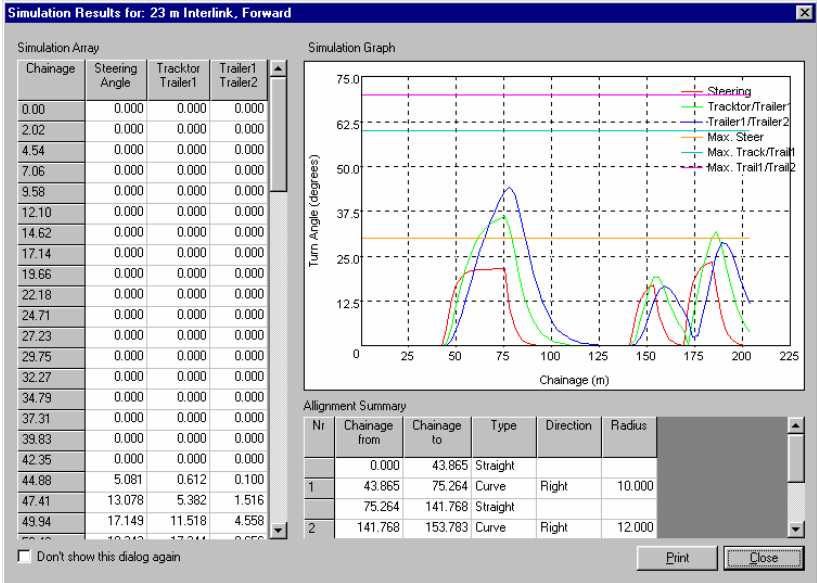 Simulation Results for: 23 m Interlink, Forward
Simulation Array
Chainage Steering Angle Tracktor Trailer1 Trailer1 Trailer2
0.00 0.000 0.000 0.000
2.02 0.000 0.000 0.000
4.54 0.000 0.000 0.000
7.06 0.000 0.000 0.000
9.58 0.000 0.000 0.000
12.10 0.000 0.000 0.000
14.62 0.000 0.000 0.000
17.14 0.000 0.000 0.000
19.66 0.000 0.000 0.000
22.18 0.000 0.000 0.000
24.71 0.000 0.000 0.000
27.23 0.000 0.000 0.000
29.75 0.000 0.000 0.000
32.27 0.000 0.000 0.000
34.79 0.000 0.000 0.000
37.31 0.000 0.000 0.000
39.83 0.000 0.000 0.000
42.35 0.000 0.000 0.000
44.88 5.081 0.612 0.100
47.41 13.078 5.382 1.516
49.94 17.149 11.518 4.558
Don't show this dialog again
Simulation Graph
75.0
62.5
50.0
37.5
25.0
12.5
Turn Angle (degrees)
Steering
Tracktor/Trailer1
Trailer1/Trailer2
Max. Steer
Max. Track/Trail1
Max. Trail1/Trail2
0 25 50 75 100 125 150 175 200 225
Chainage (m)
Allignment Summary
Nr Chainage from Chainage to Type Direction Radius
0.000 43.865 Straight
1 43.865 75.264 Curve Right 10.000
75.264 141.768 Straight
2 141.768 153.783 Curve Right 12.000
Print Close